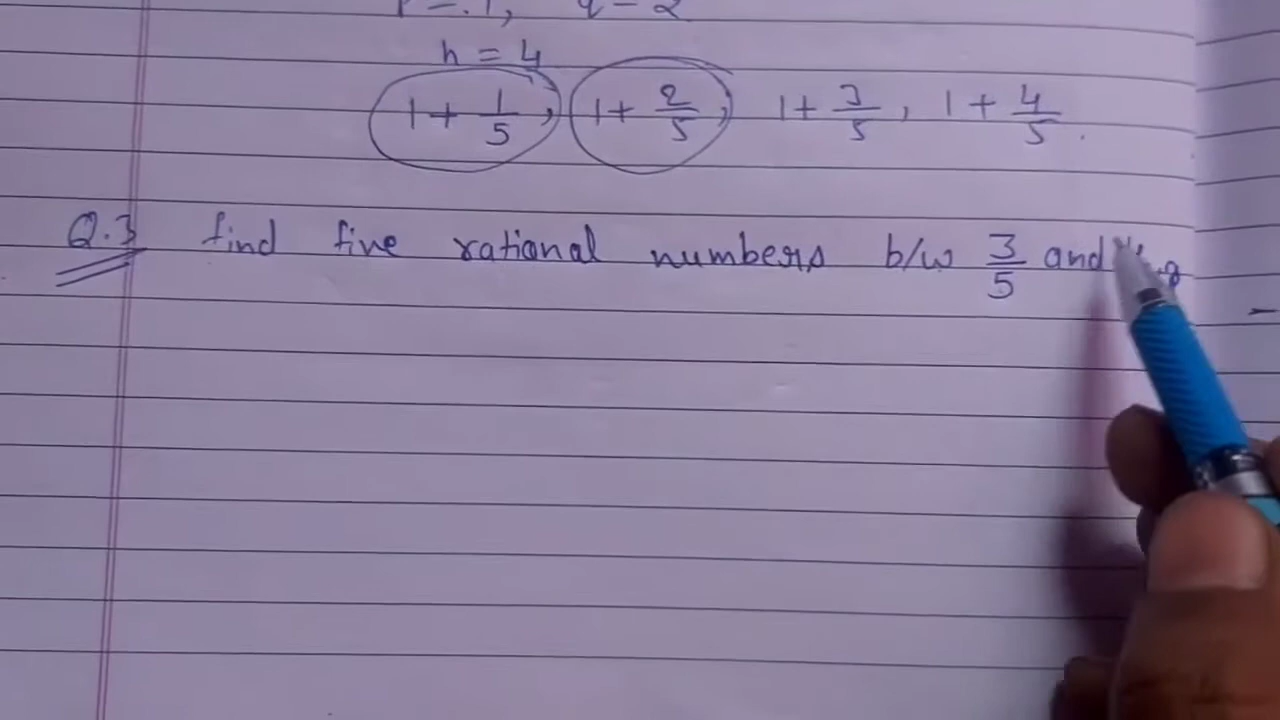 q = 2
n = 4
1 + 1/5, 1 + 2/5, 1 + 3/5, 1 + 4/5.
Q.3 find five rational numbers b/w 3/5 and